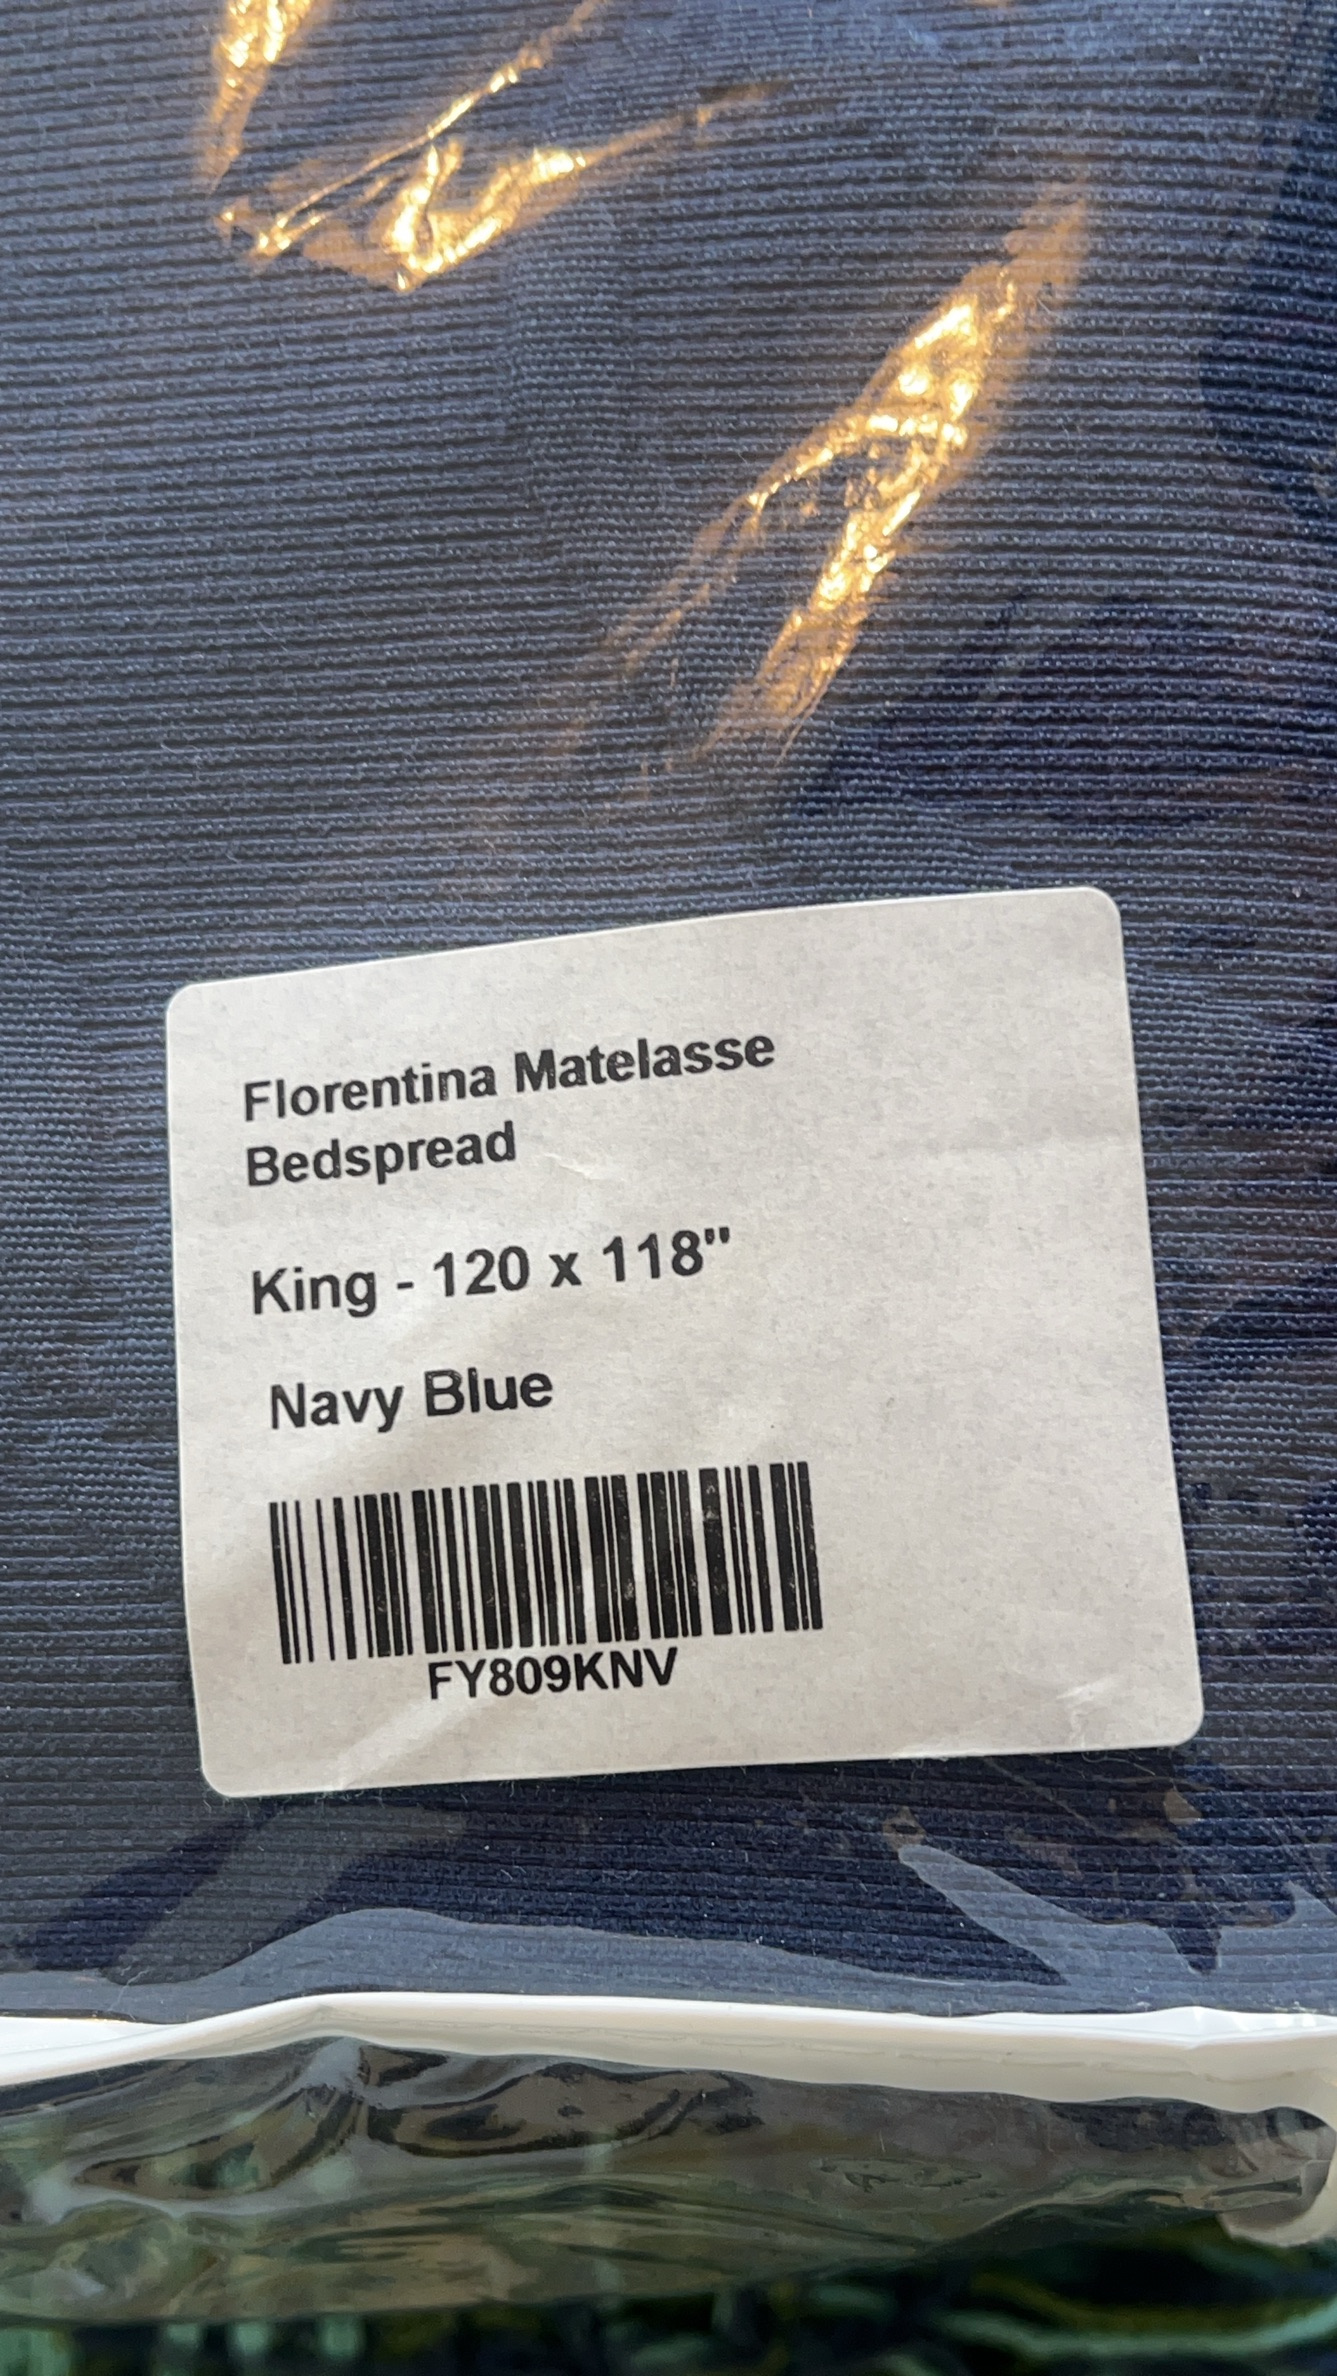 Florentina Matelasse
Bedspread
King - 120 x 118"
Navy Blue
FY809KNV